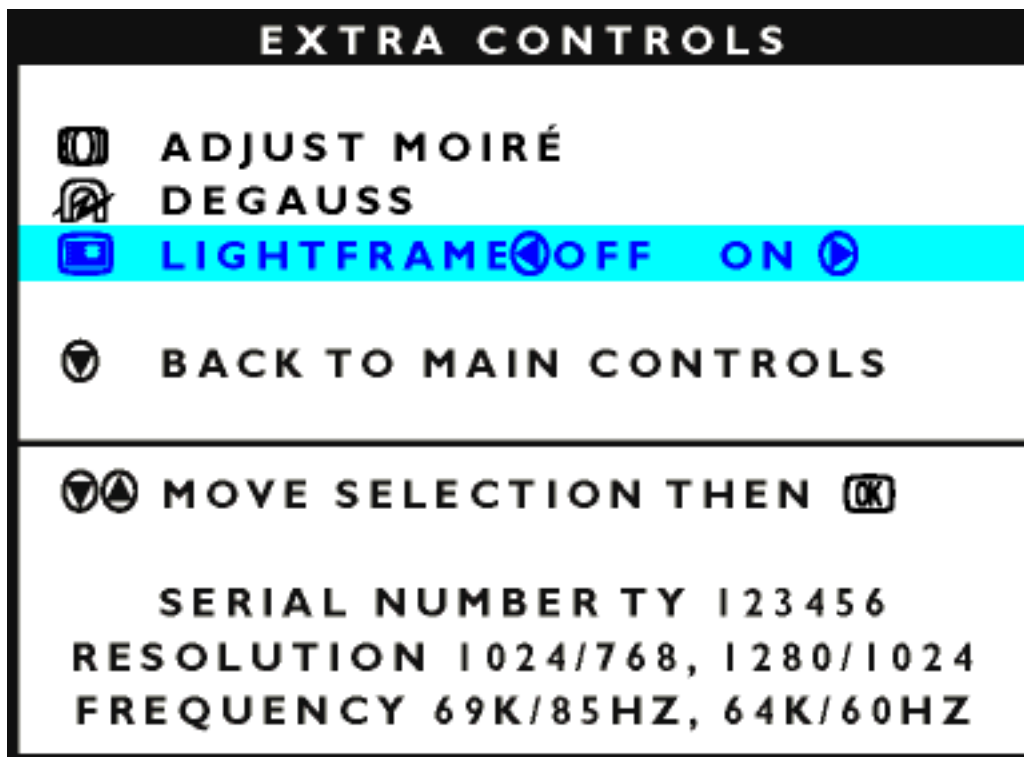 EXTRA CONTROLS
ADJUST MOIRÉ
DEGAUSS
LIGHTFRAME OFF ON
BACK TO MAIN CONTROLS
MOVE SELECTION THEN OK
SERIAL NUMBER TY 123456
RESOLUTION 1024/768, 1280/1024
FREQUENCY 69K/85HZ, 64K/60HZ